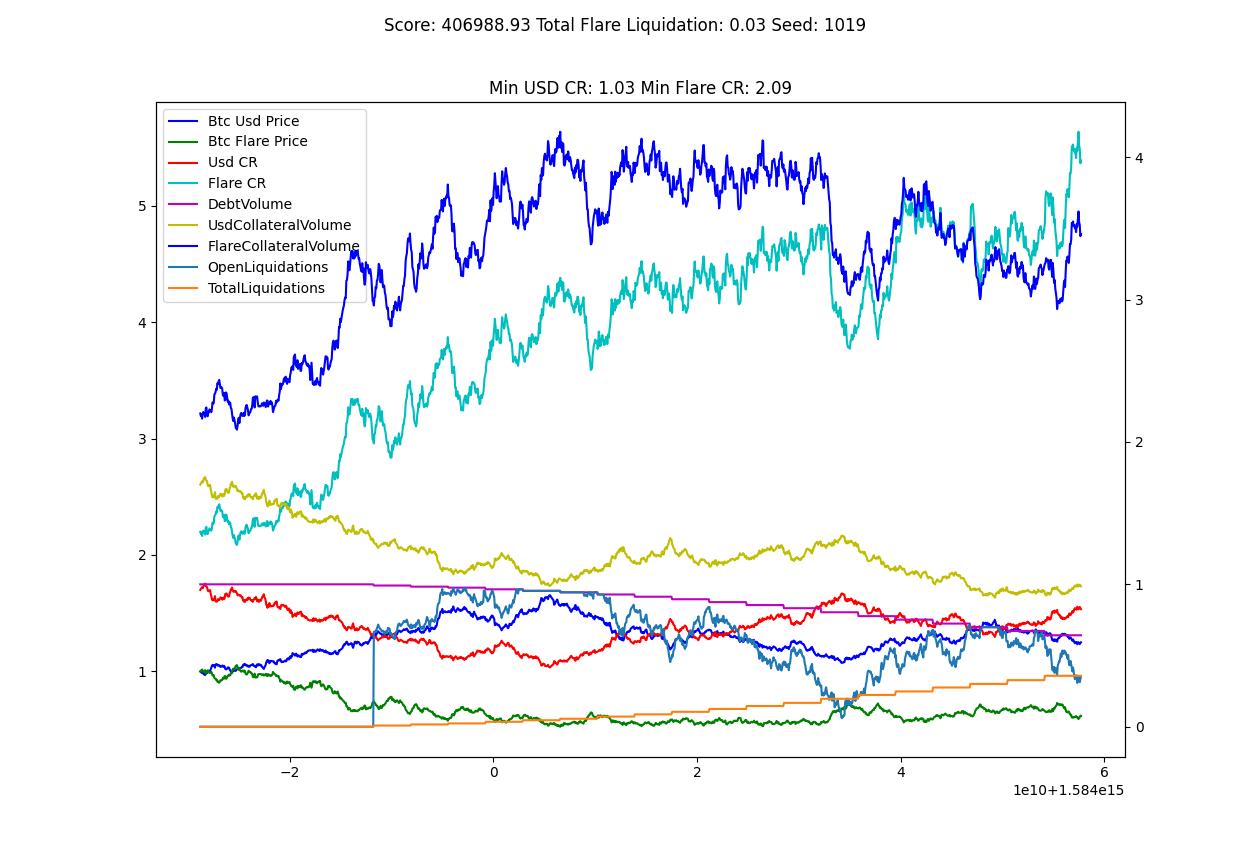 Score: 406988.93 Total Flare Liquidation: 0.03 Seed: 1019
Min USD CR: 1.03 Min Flare CR: 2.09
Btc Usd Price
Btc Flare Price
Usd CR
Flare CR
DebtVolume
UsdCollateralVolume
FlareCollateralVolume
OpenLiquidations
TotalLiquidations
5
4
3
2
1
4
3
2
1
0
−2
0
2
4
6
1e10+1.584e15